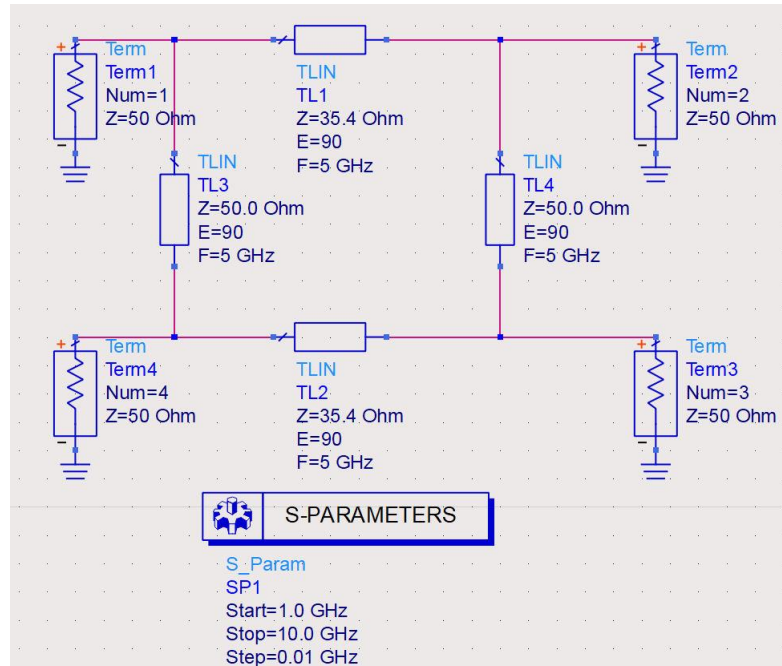 Term
Term1
Num=1
Z=50 Ohm
TLIN
TL1
Z=35.4 Ohm
E=90
F=5 GHz
Term
Term2
Num=2
Z=50 Ohm
TLIN
TL3
Z=50.0 Ohm
E=90
F=5 GHz
TLIN
TL4
Z=50.0 Ohm
E=90
F=5 GHz
Term
Term4
Num=4
Z=50 Ohm
TLIN
TL2
Z=35.4 Ohm
E=90
F=5 GHz
Term
Term3
Num=3
Z=50 Ohm
S-PARAMETERS
S_Param
SP1
Start=1.0 GHz
Stop=10.0 GHz
Step=0.01 GHz